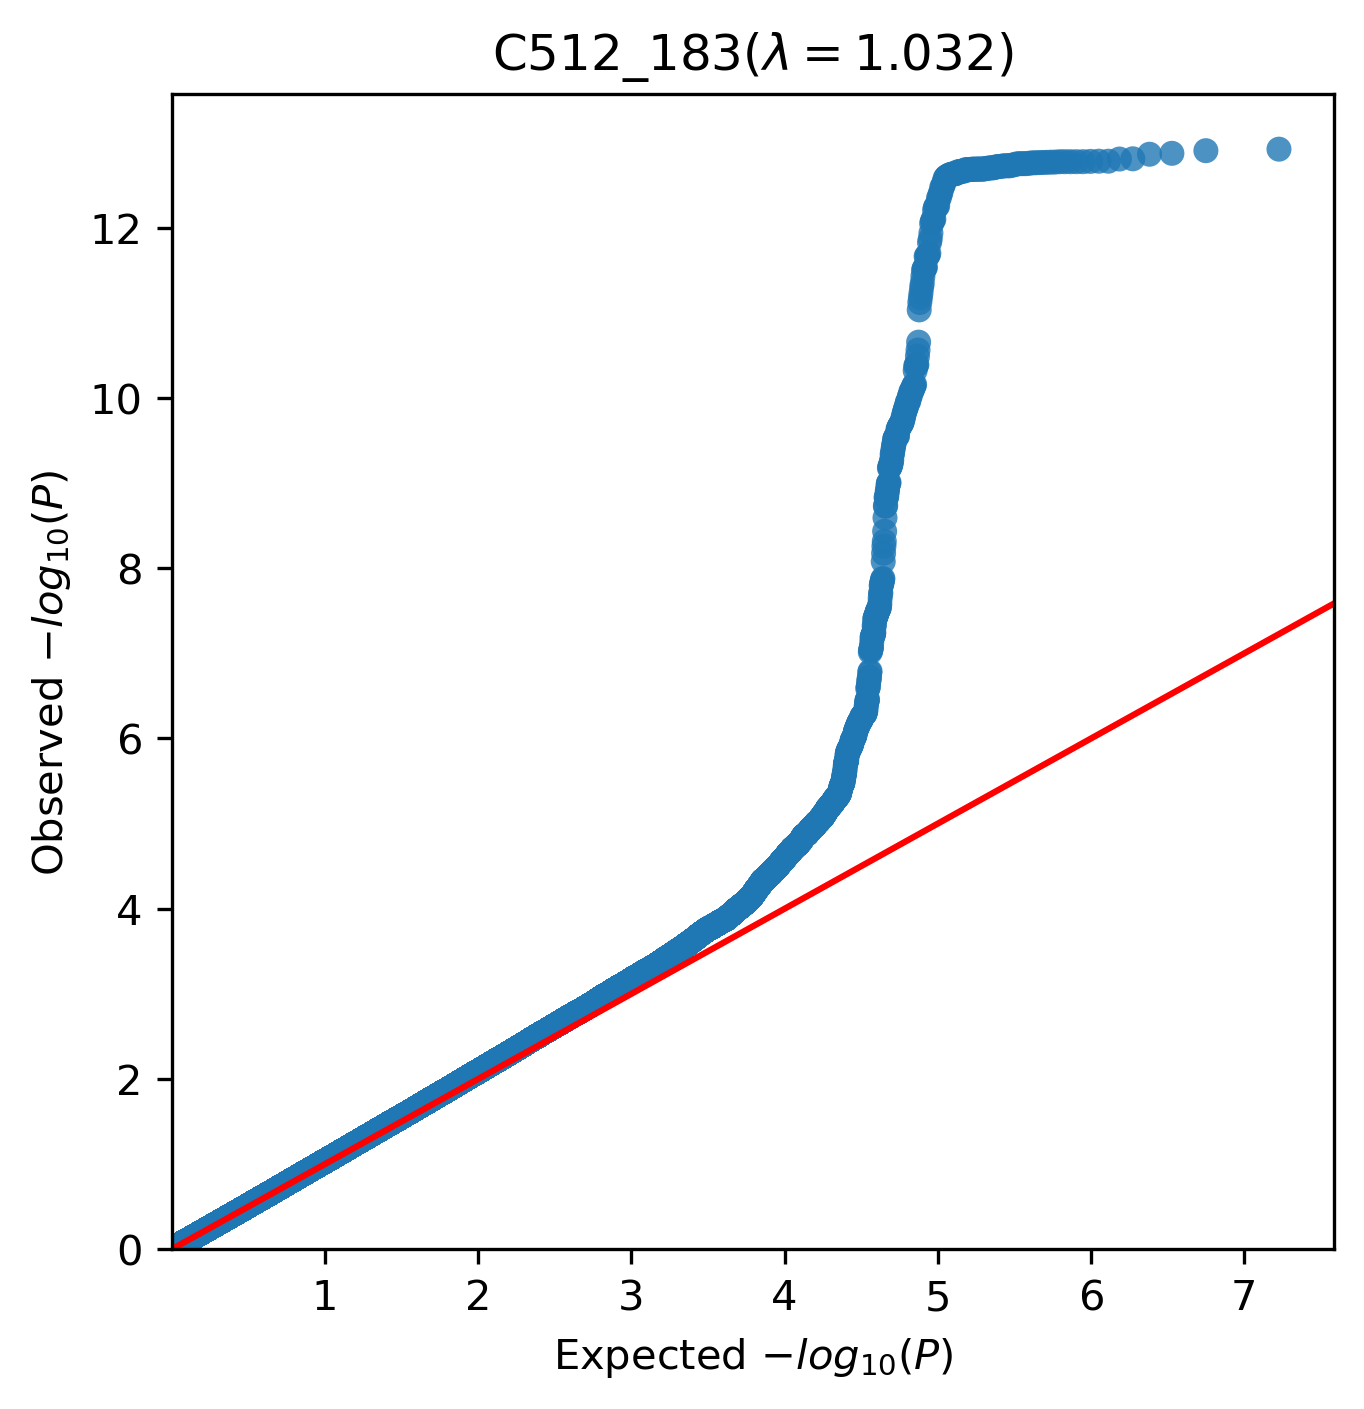 C512_183(λ = 1.032)
Observed −log₁₀(P)
12
10
8
6
4
2
0
1 2 3 4 5 6 7
Expected −log₁₀(P)